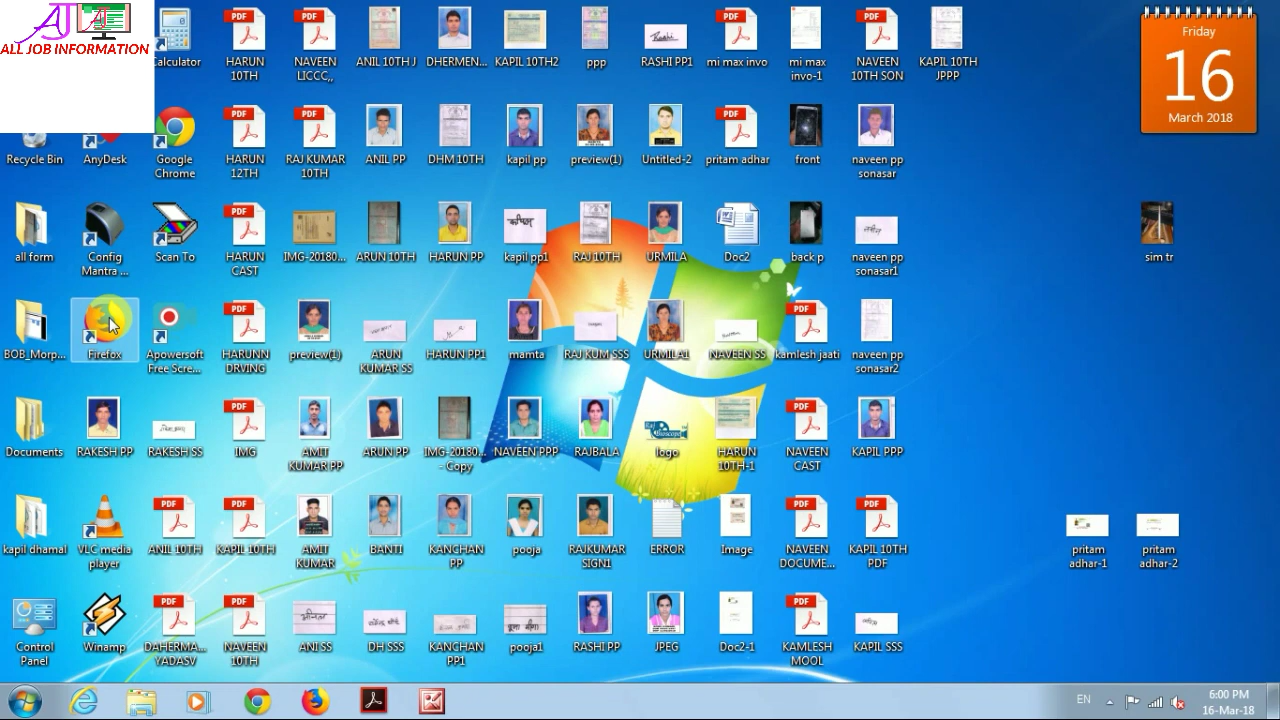 ALL JOB INFORMATION
Calculator
HARUN 10TH
NAVEEN LICCC,,
ANIL 10TH J
DHERMEN...
KAPIL 10TH2
ppp
RASHI PP1
mi max invo
mi max invo-1
NAVEEN 10TH SON
KAPIL 10TH JPPP
Friday
16
March 2018
Recycle Bin
AnyDesk
Google Chrome
HARUN 12TH
RAJ KUMAR 10TH
ANIL PP
DHM 10TH
kapil pp
preview(1)
Untitled-2
pritam adhar
front
naveen pp sonasar
all form
Config Mantra ...
Scan To
HARUN CAST
IMG-20180...
ARUN 10TH
HARUN PP
kapil pp1
RAJ 10TH
URMILA
Doc2
back p
naveen pp sonasar1
sim tr
BOB_Morp...
Firefox
Apowersoft Free Scre...
HARUNN DRVING
preview(1)
ARUN KUMAR SS
HARUN PP1
mamta
RAJ KUM SSS
URMILA1
NAVEEN SS
kamlesh jaati
naveen pp sonasar2
Documents
RAKESH PP
RAKESH SS
IMG
AMIT KUMAR PP
ARUN PP
IMG-20180... - Copy
NAVEEN PPP
RAJBALA
logo
HARUN 10TH-1
NAVEEN CAST
KAPIL PPP
kapil dhamal
VLC media player
ANIL 10TH
KAPIL 10TH
AMIT KUMAR
BANTI
KANCHAN PP
pooja
RAJKUMAR SIGN1
ERROR
Image
NAVEEN DOCUME...
KAPIL 10TH PDF
pritam adhar-1
pritam adhar-2
Control Panel
Winamp
DAHERMA... YADASV
NAVEEN 10TH
ANI SS
DH SSS
KANCHAN PP1
pooja1
RASHI PP
JPEG
Doc2-1
KAMLESH MOOL
KAPIL SSS
EN
6:00 PM
16-Mar-18